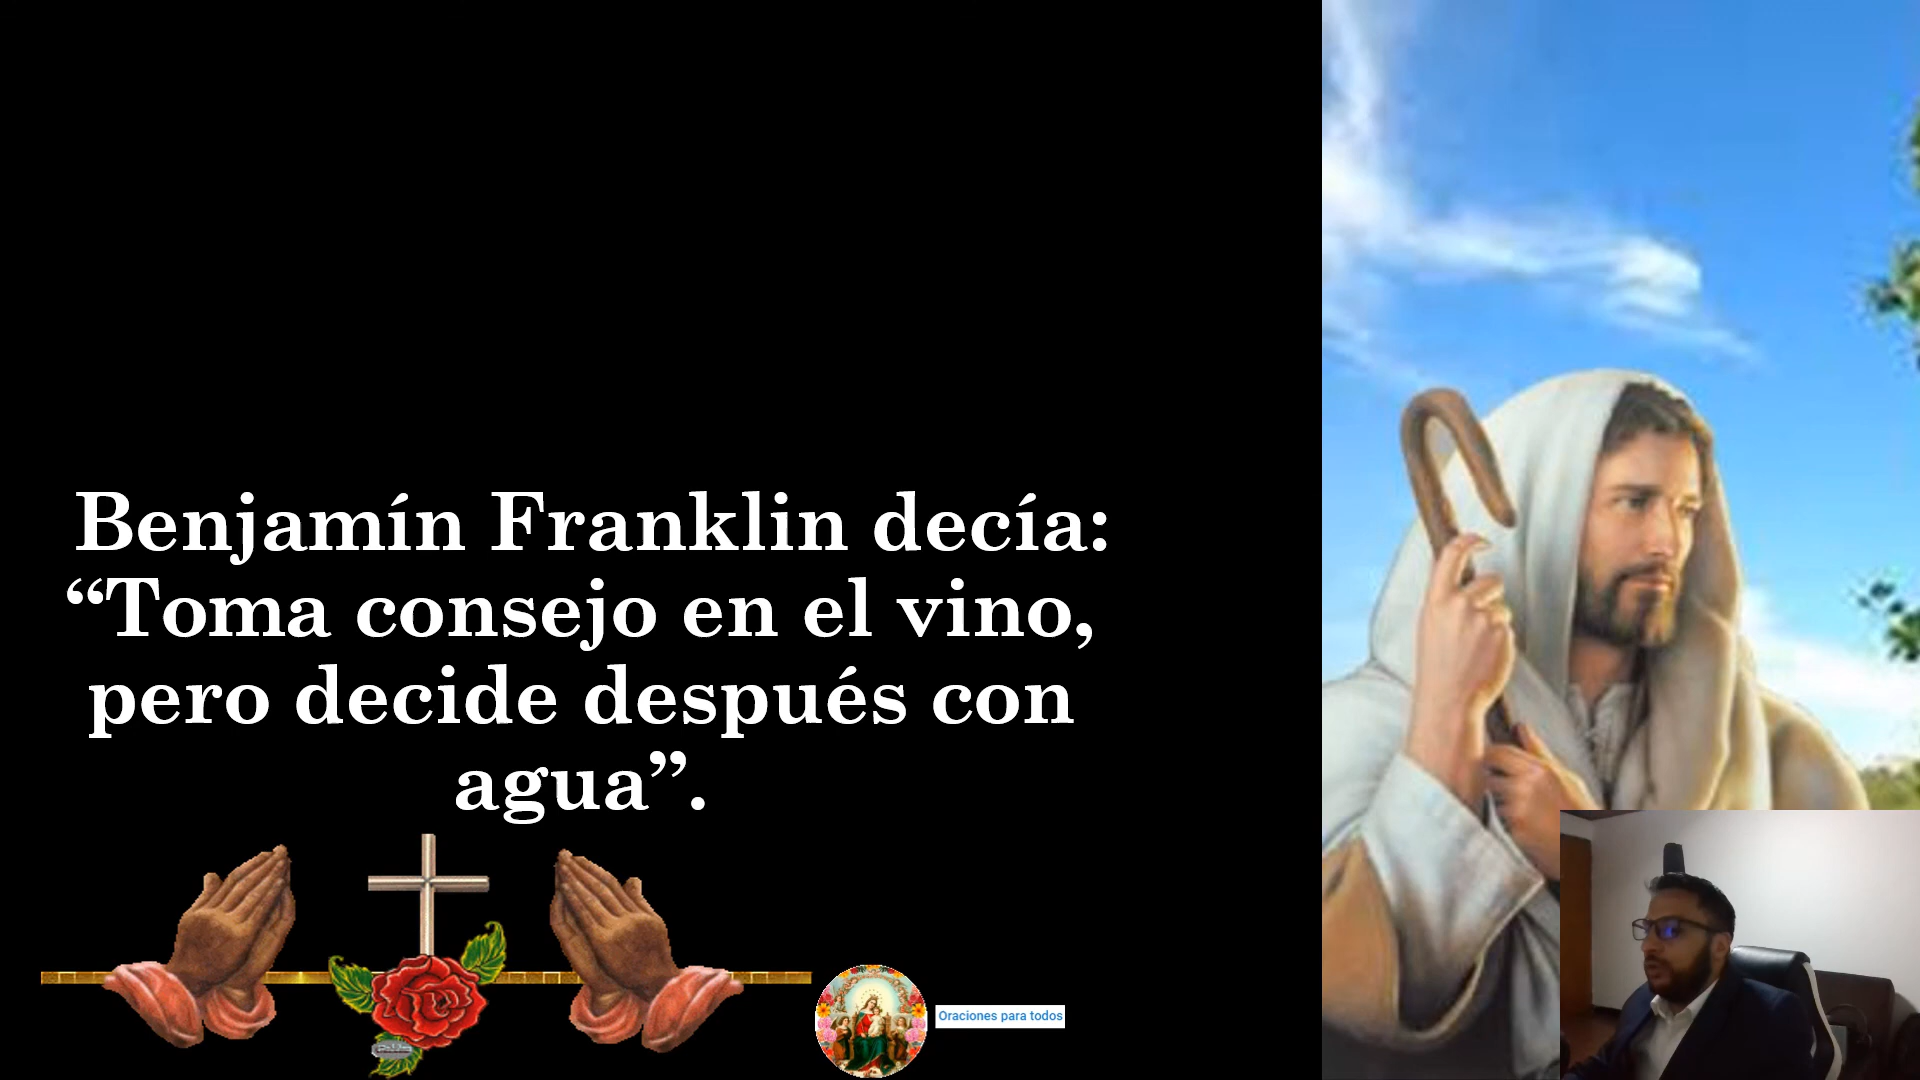 Benjamín Franklin decía:
“Toma consejo en el vino,
pero decide después con
agua”.
Oraciones para todos